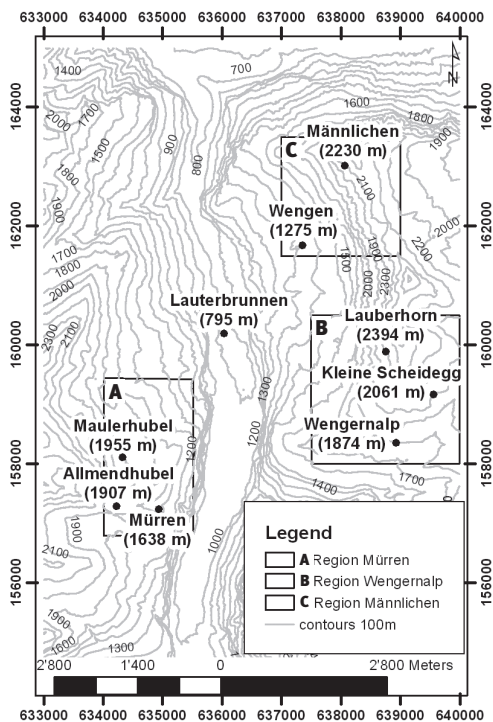 633000 634000 635000 636000 637000 638000 639000 640000
N
1400
700
1600
1800
1900
2000
1700
1500
900
800
1800
1900
164000
164000
Männlichen
(2230 m)
C
2100
Wengen
(1275 m)
1500
1900
2000
2300
2200
2000
162000
162000
1700
1800
2000
2300
2100
Lauterbrunnen
(795 m)
Lauberhorn
(2394 m)
B
Kleine Scheidegg
(2061 m)
Wengernalp
(1874 m)
160000
160000
1300
1200
A
Maulerhubel
(1955 m)
1200
Allmendhubel
(1907 m)
Mürren
(1638 m)
1900
2100
158000
158000
1700
1400
1000
Legend
A Region Mürren
B Region Wengernalp
C Region Männlichen
contours 100m
156000
156000
1900
1600
1300
2'800 1'400 0 2'800 Meters
633000 634000 635000 636000 637000 638000 639000 640000